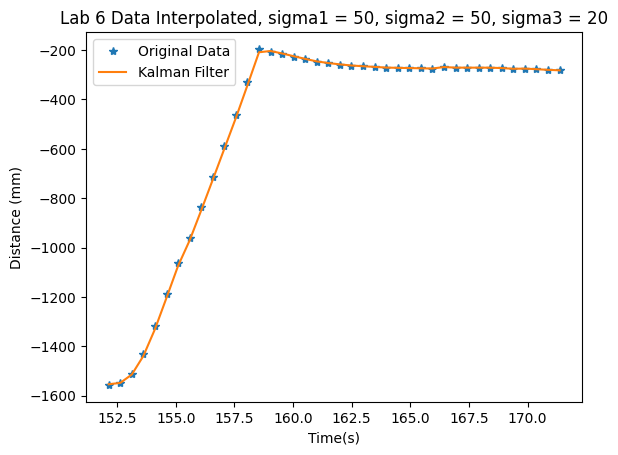 Lab 6 Data Interpolated, sigma1 = 50, sigma2 = 50, sigma3 = 20
Original Data
Kalman Filter
−200
−400
−600
−800
−1000
−1200
−1400
−1600
Distance (mm)
152.5 155.0 157.5 160.0 162.5 165.0 167.5 170.0
Time(s)